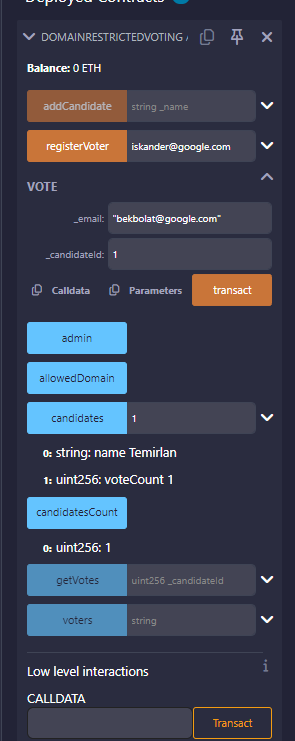 Deployed Contracts
DOMAINRESTRICTEDVOTING
Balance: 0 ETH
addCandidate string _name
registerVoter iskander@google.com
VOTE
_email: "bekbolat@google.com"
_candidateId: 1
Calldata Parameters transact
admin
allowedDomain
candidates 1
0: string: name Temirlan
1: uint256: voteCount 1
candidatesCount
0: uint256: 1
getVotes uint256 _candidateId
voters string
Low level interactions i
CALLDATA
Transact